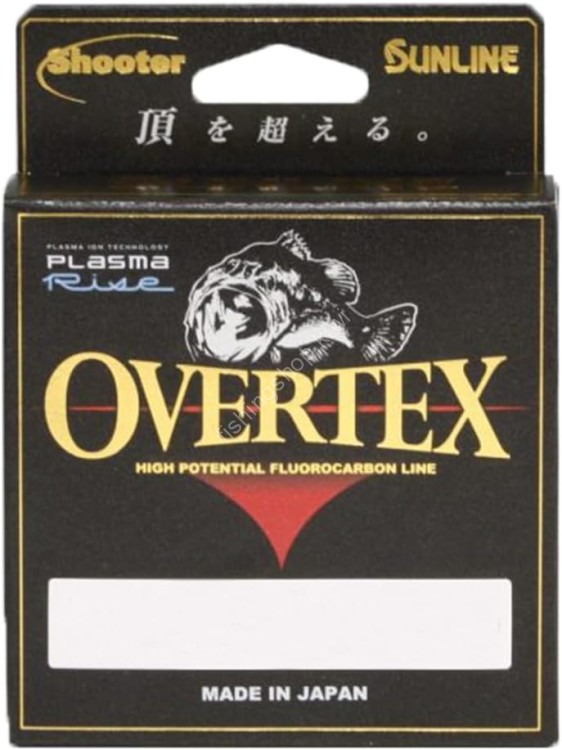 Shooter
SUNLINE
頂を超える。
PLASMA ION TECHNOLOGY
PLASMA
Rise
OVERTEX
HIGH POTENTIAL FLUOROCARBON LINE
MADE IN JAPAN